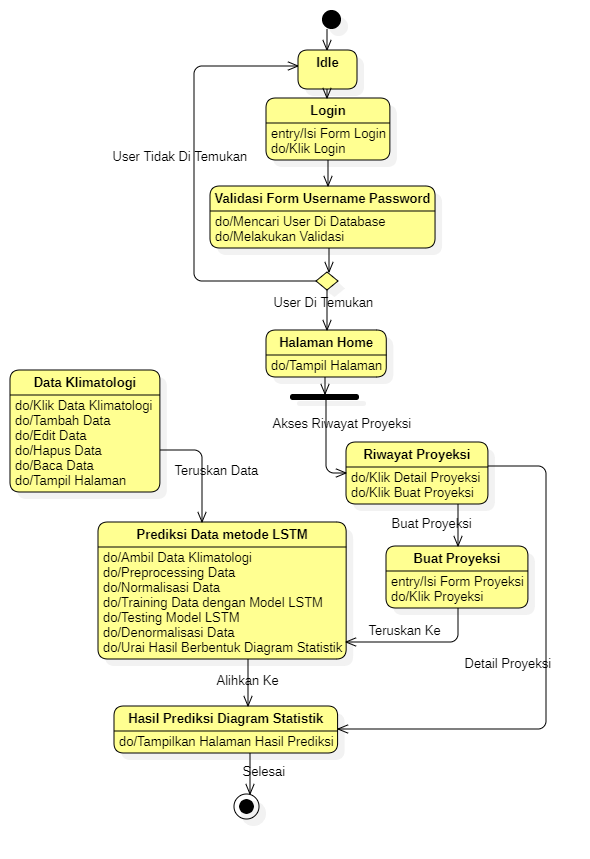 Idle
Login
entry/Isi Form Login
do/Klik Login
User Tidak Di Temukan
Validasi Form Username Password
do/Mencari User Di Database
do/Melakukan Validasi
User Di Temukan
Halaman Home
do/Tampil Halaman
Data Klimatologi
do/Klik Data Klimatologi
do/Tambah Data
do/Edit Data
do/Hapus Data
do/Baca Data
do/Tampil Halaman
Akses Riwayat Proyeksi
Riwayat Proyeksi
do/Klik Detail Proyeksi
do/Klik Buat Proyeksi
Teruskan Data
Buat Proyeksi
Prediksi Data metode LSTM
do/Ambil Data Klimatologi
do/Preprocessing Data
do/Normalisasi Data
do/Training Data dengan Model LSTM
do/Testing Model LSTM
do/Denormalisasi Data
do/Urai Hasil Berbentuk Diagram Statistik
Buat Proyeksi
entry/Isi Form Proyeksi
do/Klik Proyeksi
Teruskan Ke
Detail Proyeksi
Alihkan Ke
Hasil Prediksi Diagram Statistik
do/Tampilkan Halaman Hasil Prediksi
Selesai